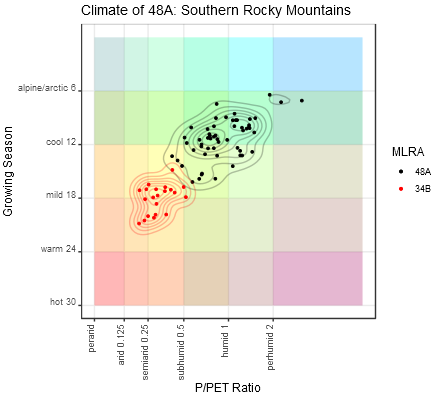 Climate of 48A: Southern Rocky Mountains
Growing Season
alpine/arctic 6
cool 12
mild 18
warm 24
hot 30
perarid
arid 0.125
semiarid 0.25
subhumid 0.5
humid 1
perhumid 2
P/PET Ratio
MLRA
48A
34B